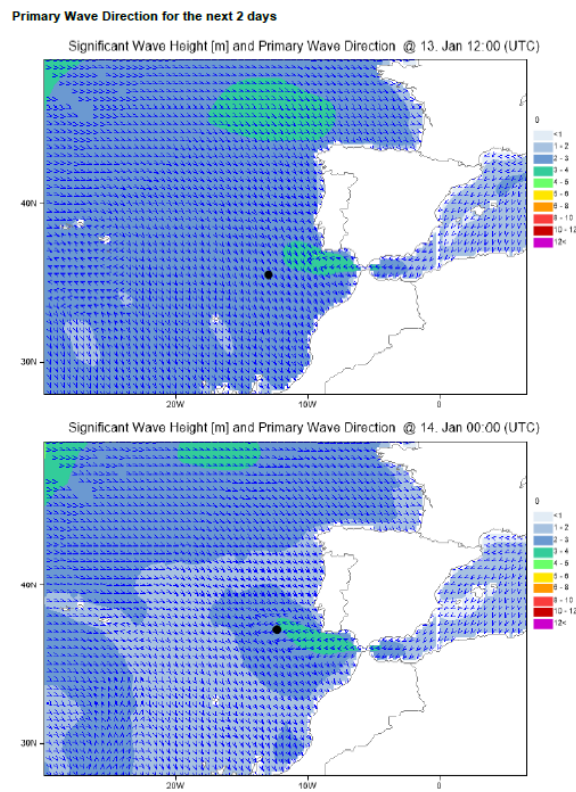 Primary Wave Direction for the next 2 days
Significant Wave Height [m] and Primary Wave Direction @ 13. Jan 12:00 (UTC)
0
<1
1 - 2
2 - 3
3 - 4
4 - 5
5 - 6
6 - 8
8 - 10
10 - 12
12<
40N
30N
20W
10W
0
Significant Wave Height [m] and Primary Wave Direction @ 14. Jan 00:00 (UTC)
0
<1
1 - 2
2 - 3
3 - 4
4 - 5
5 - 6
6 - 8
8 - 10
10 - 12
12<
40N
30N
20W
10W
0